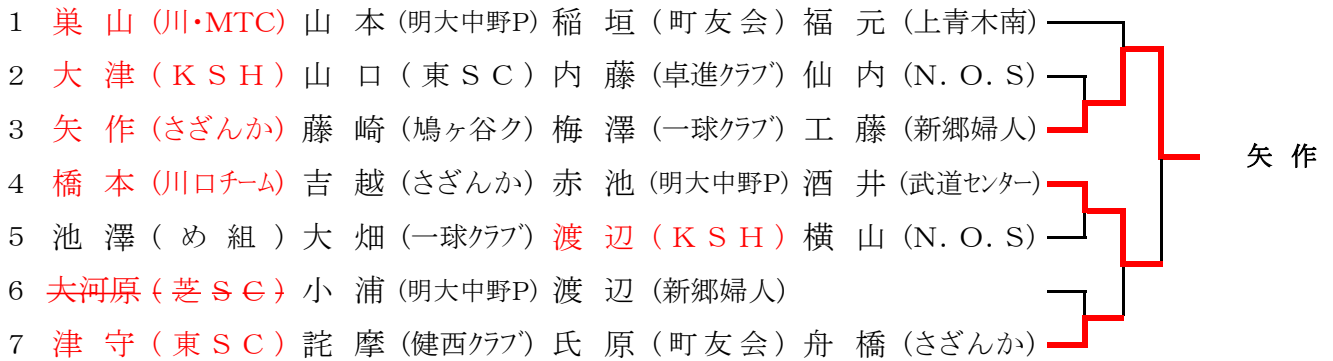 1 巣 山 (川・MTC) 山 本 (明大中野P) 稲 垣 (町友会) 福 元 (上青木南)
2 大 津 (KSH) 山 口 (東SC) 内 藤 (卓進クラブ) 仙 内 (N.O.S)
3 矢 作 (さざんか) 藤 崎 (鳩ヶ谷ク) 梅 澤 (一球クラブ) 工 藤 (新郷婦人)
矢 作
4 橋 本 (川口チーム) 吉 越 (さざんか) 赤 池 (明大中野P) 酒 井 (武道センター)
5 池 澤 (め組) 大 畑 (一球クラブ) 渡 辺 (KSH) 横 山 (N.O.S)
6 大河原 (芝SC) 小 浦 (明大中野P) 渡 辺 (新郷婦人)
7 津 守 (東SC) 詫 摩 (健西クラブ) 氏 原 (町友会) 舟 橋 (さざんか)